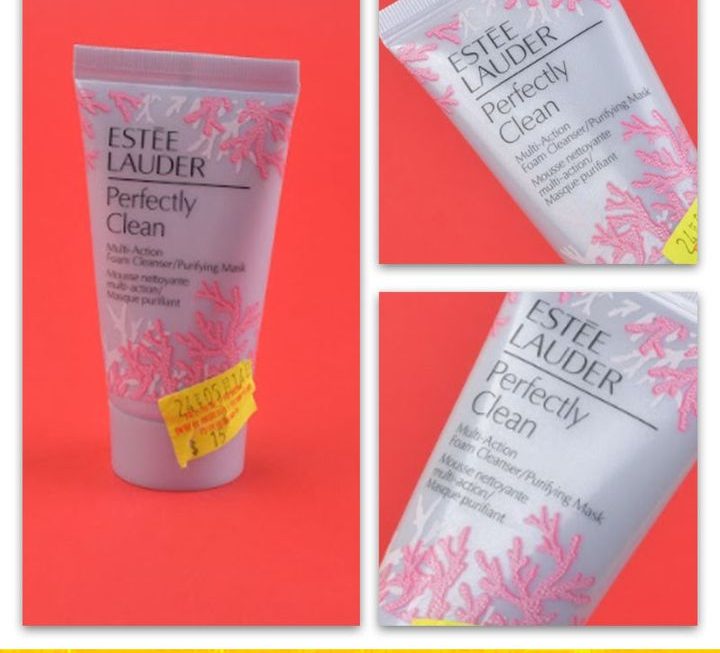 ESTĒE
LAUDER
Perfectly
Clean
Multi-Action
Foam Cleanser/Purifying Mask
Mousse nettoyante
multi-action/
Masque purifiant
$ 15
ESTĒE
LAUDER
Perfectly
Clean
Multi-Action
Foam Cleanser/Purifying Mask
Mousse nettoyante
multi-action/
Masque purifiant
ESTĒE
LAUDER
Perfectly
Clean
Multi-Action
Foam Cleanser/Purifying Mask
Mousse nettoyante
multi-action/
Masque purifiant